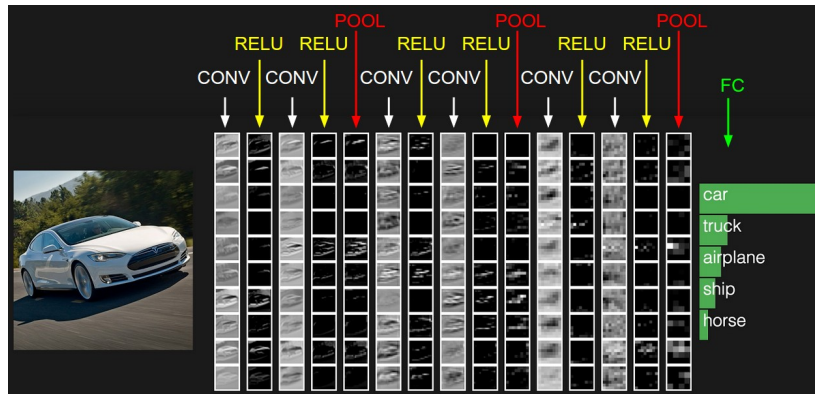 POOL POOL POOL
RELU RELU RELU RELU RELU RELU
CONV CONV CONV CONV CONV CONV FC
car
truck
airplane
ship
horse